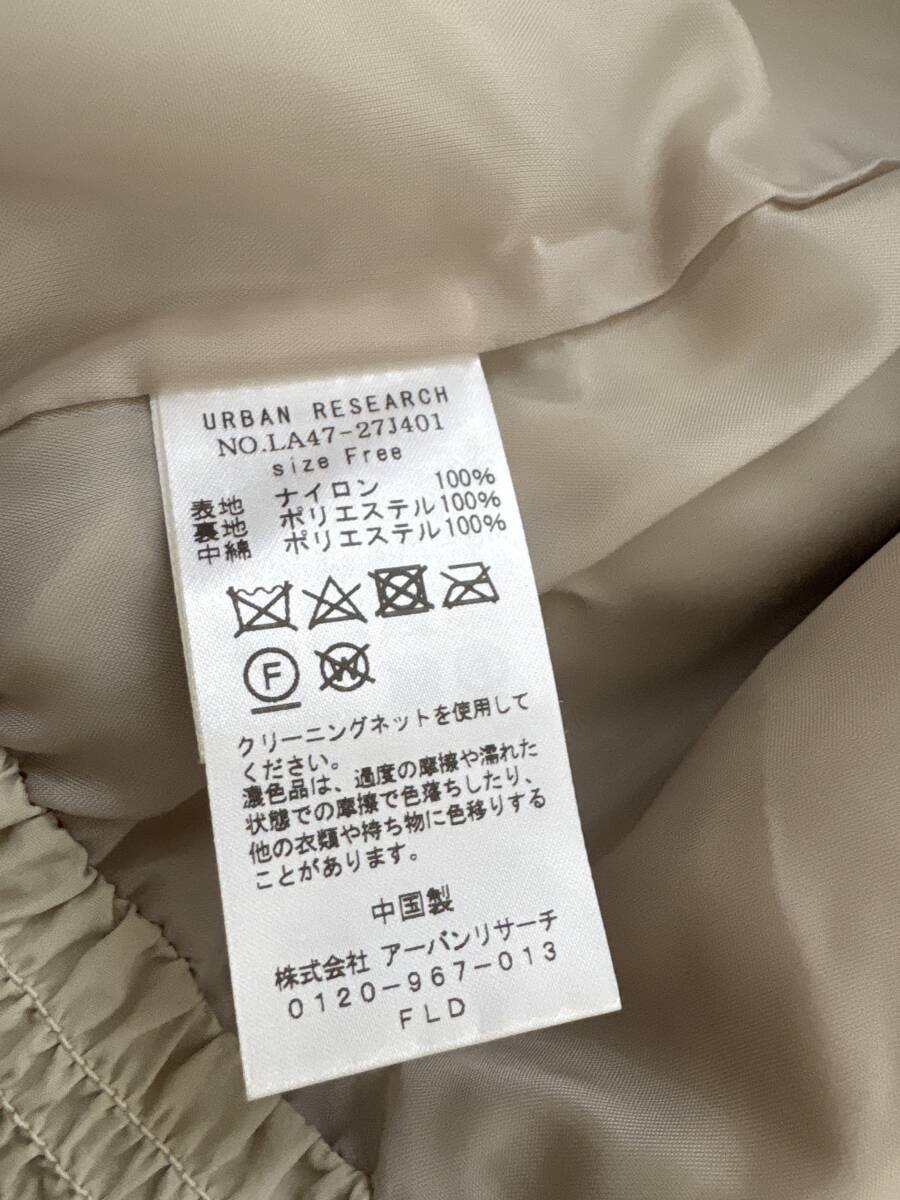 URBAN RESEARCH
NO.LA47-27J401
size Free
表地 ナイロン 100%
裏地 ポリエステル100%
中綿 ポリエステル100%
F W
クリーニングネットを使用して
ください。
濃色品は、過度の摩擦や濡れた
状態での摩擦で色落ちしたり、
他の衣類や持ち物に色移りする
ことがあります。
中国製
株式会社 アーバンリサーチ
0120-967-013
FLD